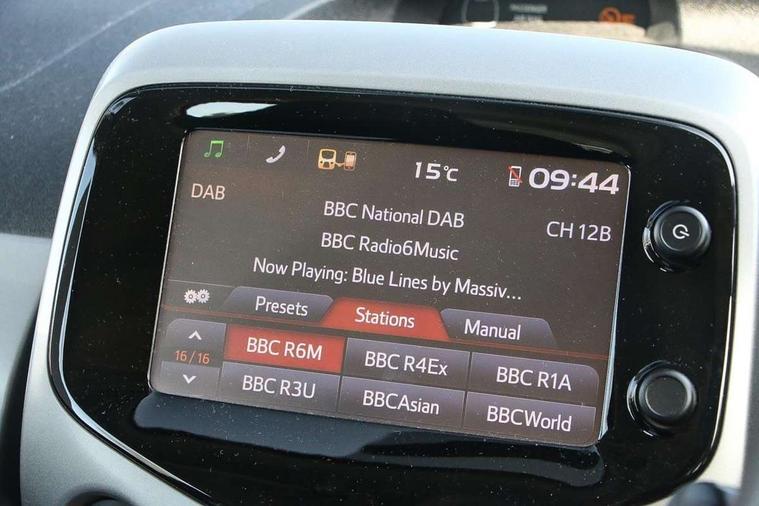 15°C
09:44
DAB
BBC National DAB
CH 12B
BBC Radio6Music
Now Playing: Blue Lines by Massiv...
Presets
Stations
Manual
16/16
BBC R6M
BBC R4Ex
BBC R1A
BBC R3U
BBCAsian
BBCWorld